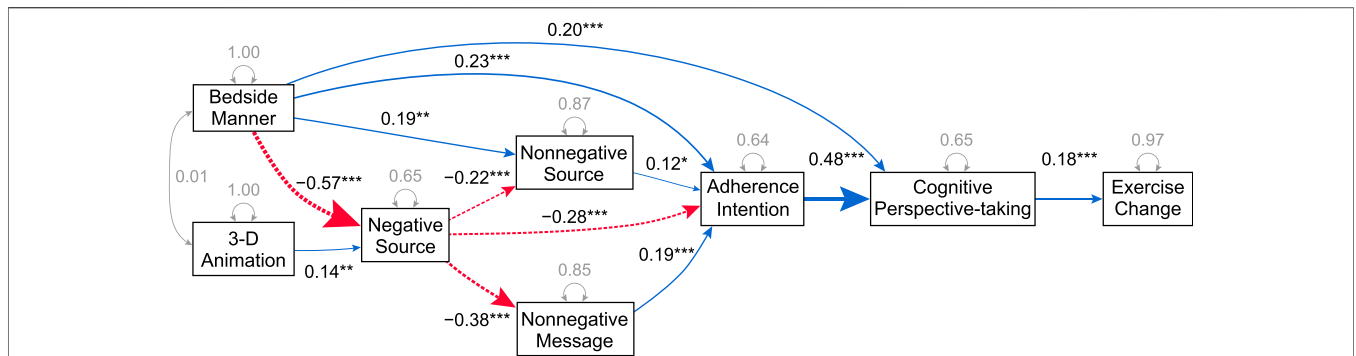 0.20***
1.00
0.23***
Bedside
Manner
0.19**
0.87
Nonnegative
Source
0.12*
0.64
0.48***
0.65
0.18***
0.97
0.01
1.00
−0.57***
0.65
−0.22***
Adherence
Intention
Cognitive
Perspective-taking
Exercise
Change
3-D
Animation
0.14**
Negative
Source
−0.28***
0.19***
0.85
−0.38***
Nonnegative
Message